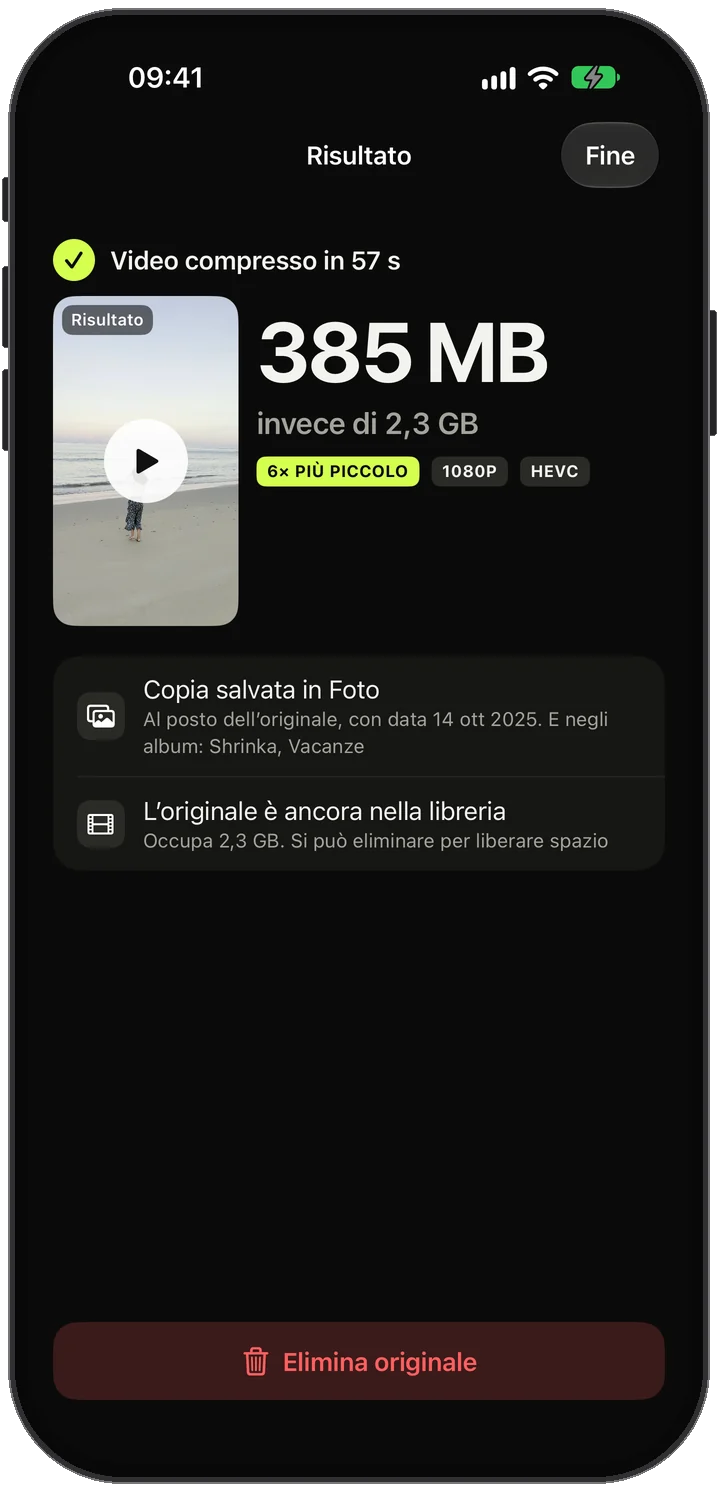 09:41
Risultato
Fine
Video compresso in 57 s
Risultato
385 MB
invece di 2,3 GB
6× PIÙ PICCOLO
1080P
HEVC
Copia salvata in Foto
Al posto dell’originale, con data 14 ott 2025. E negli
album: Shrinka, Vacanze
L’originale è ancora nella libreria
Occupa 2,3 GB. Si può eliminare per liberare spazio
Elimina originale